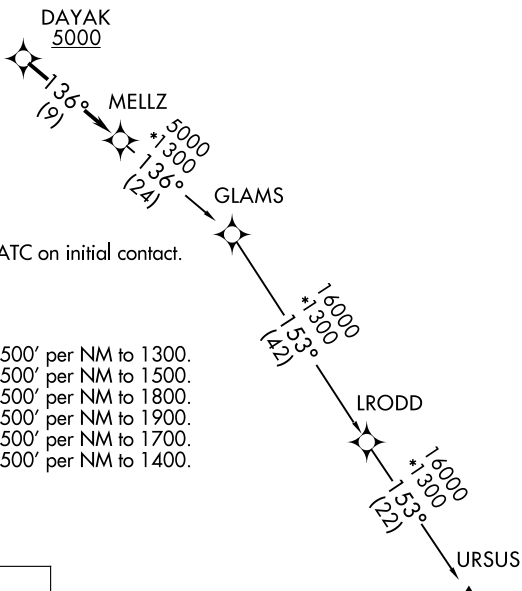 DAYAK
5000
136°
(9)
MELLZ
5000
*1300
136°
(24)
GLAMS
ATC on initial contact.
16000
*1300
153°
(42)
500' per NM to 1300.
500' per NM to 1500.
500' per NM to 1800.
500' per NM to 1900.
500' per NM to 1700.
500' per NM to 1400.
LRODD
16000
*1300
153°
(22)
URSUS